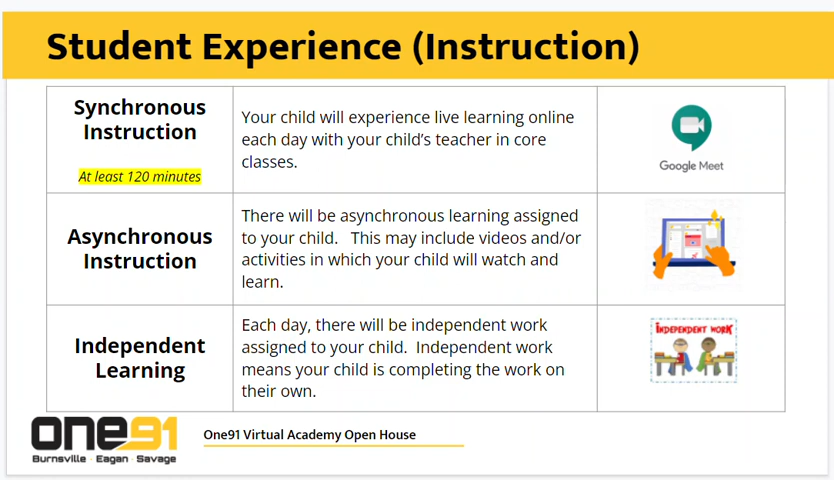 Student Experience (Instruction)
Synchronous
Instruction
At least 120 minutes
Your child will experience live learning online
each day with your child’s teacher in core
classes.
Google Meet
Asynchronous
Instruction
There will be asynchronous learning assigned
to your child.   This may include videos and/or
activities in which your child will watch and
learn.
Independent
Learning
Each day, there will be independent work
assigned to your child.  Independent work
means your child is completing the work on
their own.
INDEPENDENT WORK
one91
Burnsville · Eagan · Savage
One91 Virtual Academy Open House